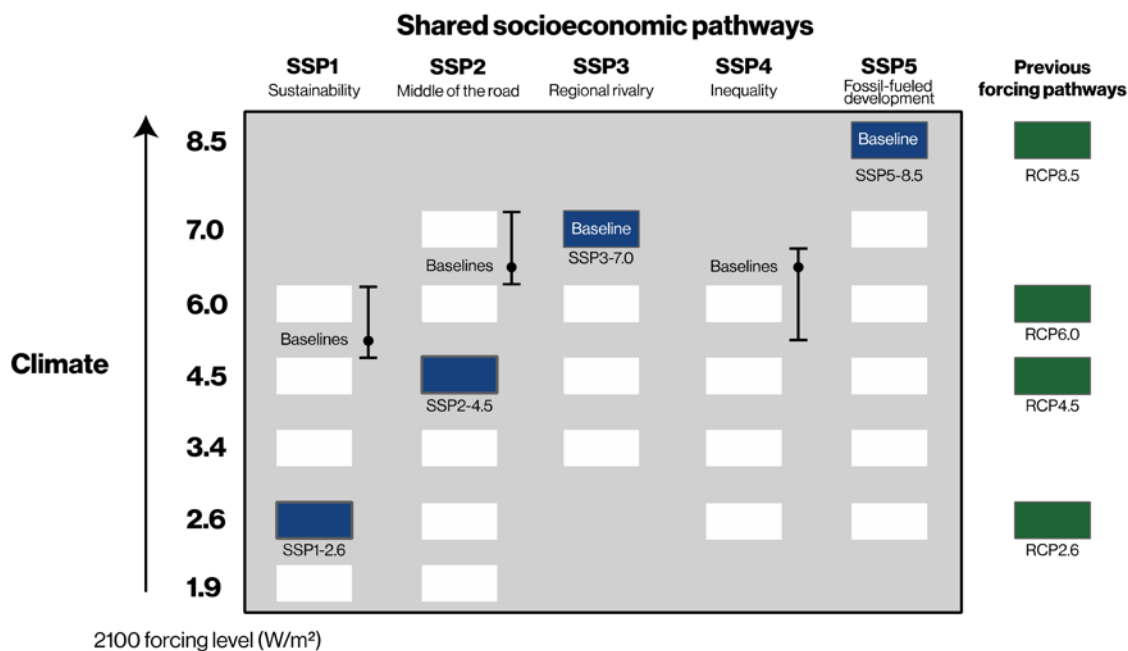 Shared socioeconomic pathways
SSP1
Sustainability
SSP2
Middle of the road
SSP3
Regional rivalry
SSP4
Inequality
SSP5
Fossil-fueled
development
Previous
forcing pathways
Climate
8.5
Baseline
SSP5-8.5
RCP8.5
7.0
Baseline
SSP3-7.0
Baselines
Baselines
6.0
RCP6.0
Baselines
4.5
SSP2-4.5
RCP4.5
3.4
2.6
SSP1-2.6
RCP2.6
1.9
2100 forcing level (W/m²)